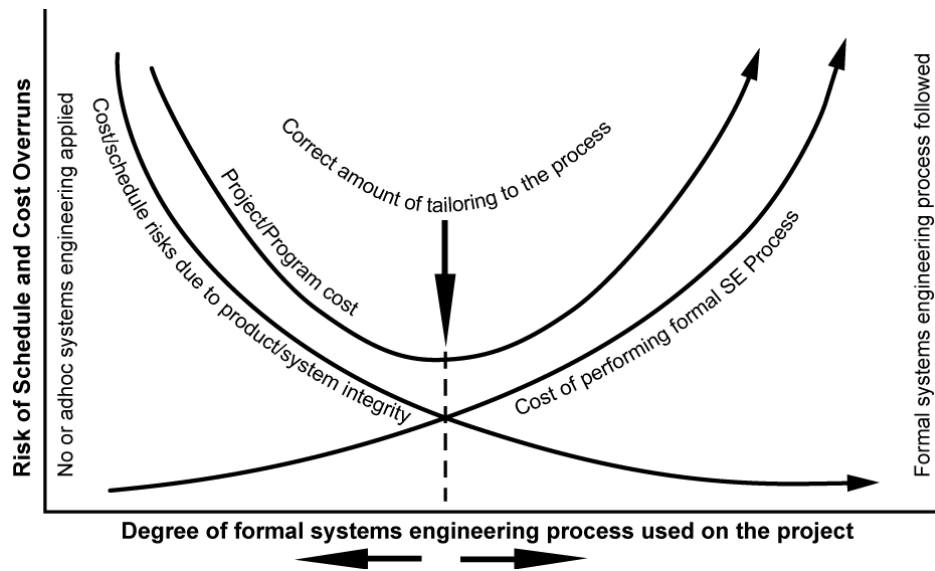 Risk of Schedule and Cost Overruns
No or adhoc systems engineering applied
Cost/schedule risks due to product/system integrity
Project/Program cost
Correct amount of tailoring to the process
Cost of performing formal SE Process
Formal systems engineering process followed
Degree of formal systems engineering process used on the project